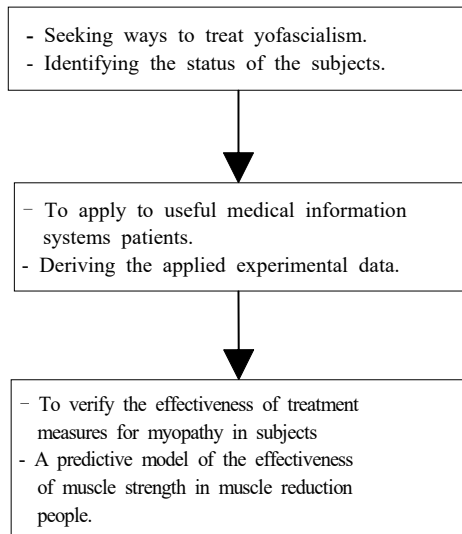 - Seeking ways to treat yofascialism.
- Identifying the status of the subjects.
- To apply to useful medical information
systems patients.
- Deriving the applied experimental data.
- To verify the effectiveness of treatment
measures for myopathy in subjects
- A predictive model of the effectiveness
of muscle strength in muscle reduction
people.